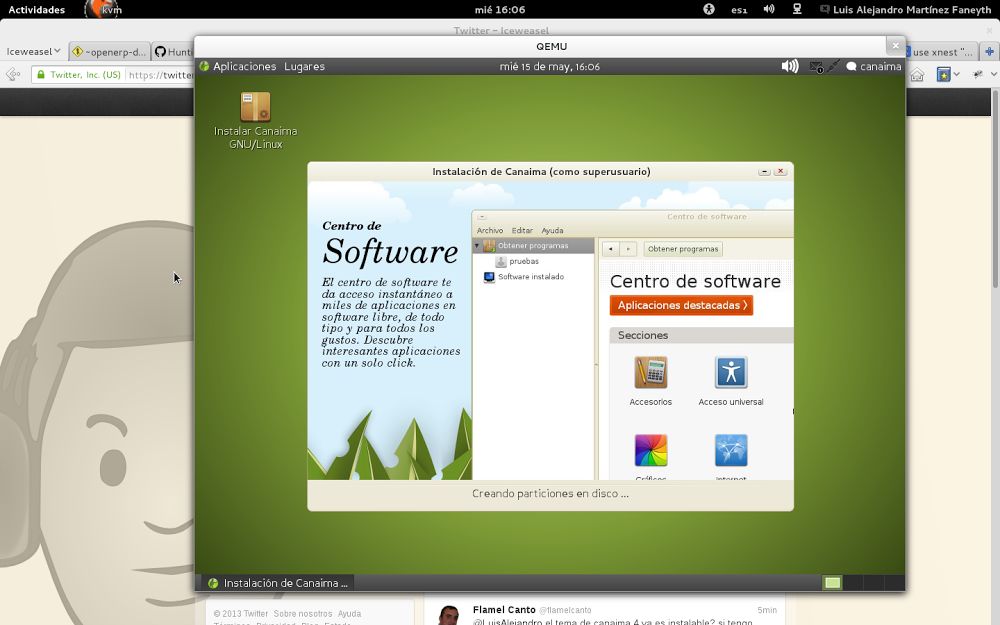 Actividades
kvm
mié 16:06
es1
Luis Alejandro Martínez Faneyth
Twitter - Iceweasel
Iceweasel
~openerp-d...
Hunti
use xnest "...
Twitter, Inc. (US)
https://twitter
QEMU
Aplicaciones Lugares
mié 15 de may, 16:06
canaima
Instalar Canaima
GNU/Linux
Instalación de Canaima (como superusuario)
Centro de
Software
El centro de software te
da acceso instantáneo a
miles de aplicaciones en
software libre, de todo
tipo y para todos los
gustos. Descubre
interesantes aplicaciones
con un solo click.
Centro de software
Archivo Editar Ayuda
Obtener programas
pruebas
Software instalado
Obtener programas
Centro de software
Aplicaciones destacadas
Secciones
Accesorios
Acceso universal
Gráficos
Internet
Creando particiones en disco ...
Instalación de Canaima ...
© 2013 Twitter Sobre nosotros Ayuda
Términos Privacidad Blog Estado
Flamel Canto @flamelcanto
5min
@LuisAlejandro el tema de canaima 4 ya es instalable? si tengo